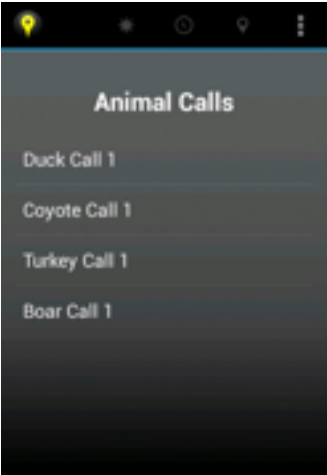 Animal Calls
Duck Call 1
Coyote Call 1
Turkey Call 1
Boar Call 1